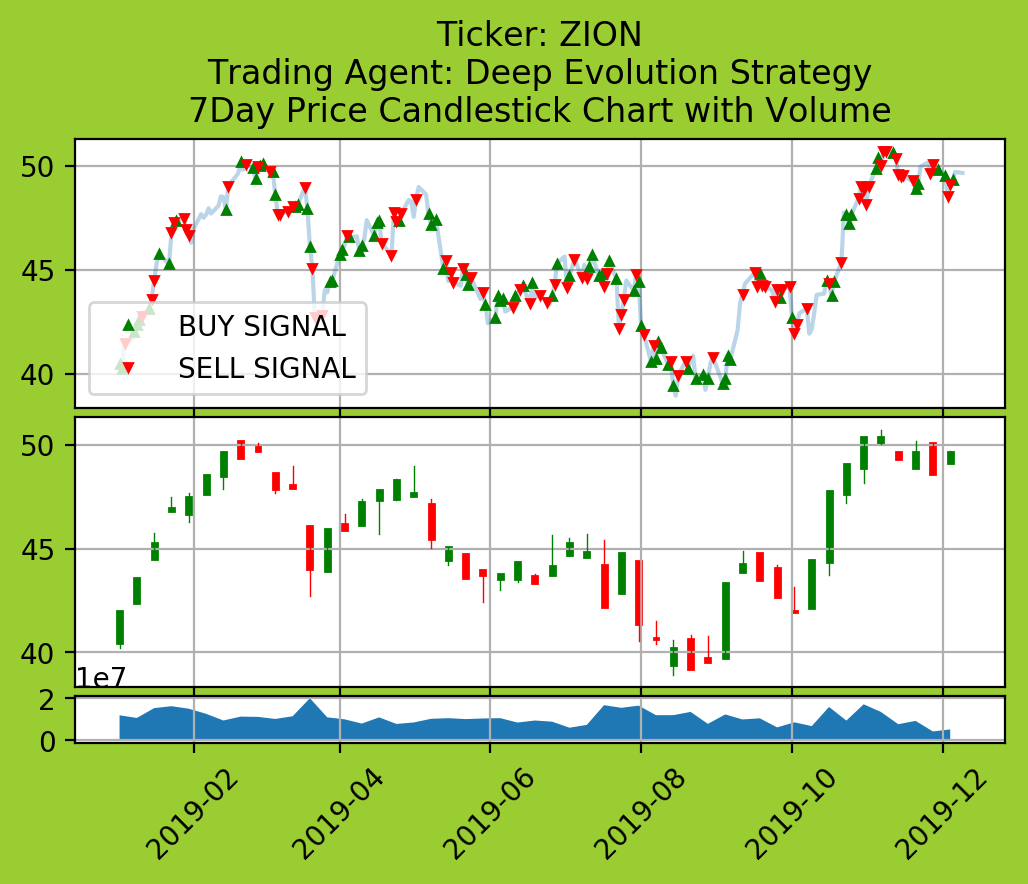 Ticker: ZION
Trading Agent: Deep Evolution Strategy
7Day Price Candlestick Chart with Volume
50
45
40
BUY SIGNAL
SELL SIGNAL
50
45
40
1e7
2
0
2019-02
2019-04
2019-06
2019-08
2019-10
2019-12